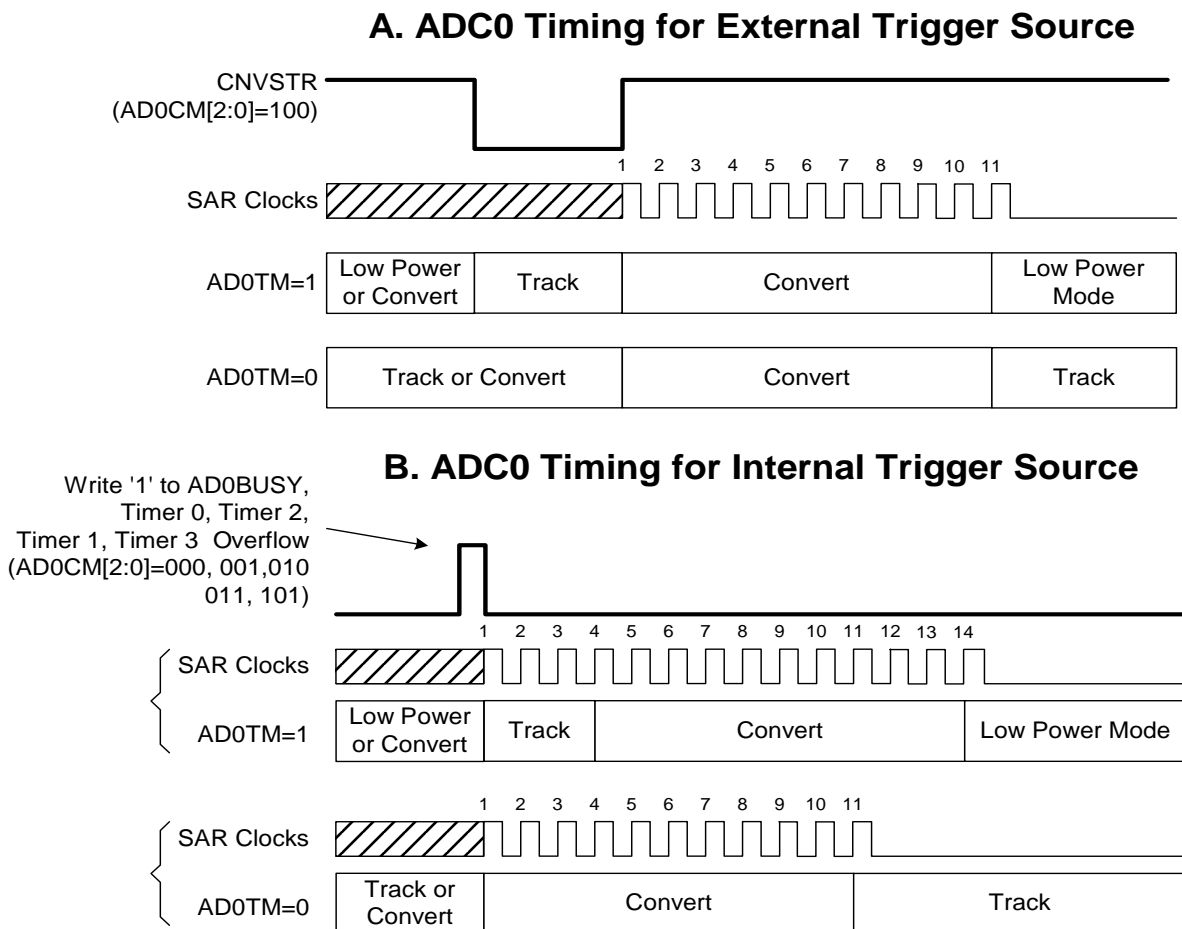 A. ADC0 Timing for External Trigger Source
CNVSTR
(AD0CM[2:0]=100)
1 2 3 4 5 6 7 8 9 10 11
SAR Clocks
AD0TM=1
Low Power
or Convert
Track
Convert
Low Power
Mode
AD0TM=0
Track or Convert
Convert
Track
B. ADC0 Timing for Internal Trigger Source
Write '1' to AD0BUSY,
Timer 0, Timer 2,
Timer 1, Timer 3 Overflow
(AD0CM[2:0]=000, 001,010
011, 101)
1 2 3 4 5 6 7 8 9 10 11 12 13 14
SAR Clocks
AD0TM=1
Low Power
or Convert
Track
Convert
Low Power Mode
1 2 3 4 5 6 7 8 9 10 11
SAR Clocks
AD0TM=0
Track or
Convert
Convert
Track